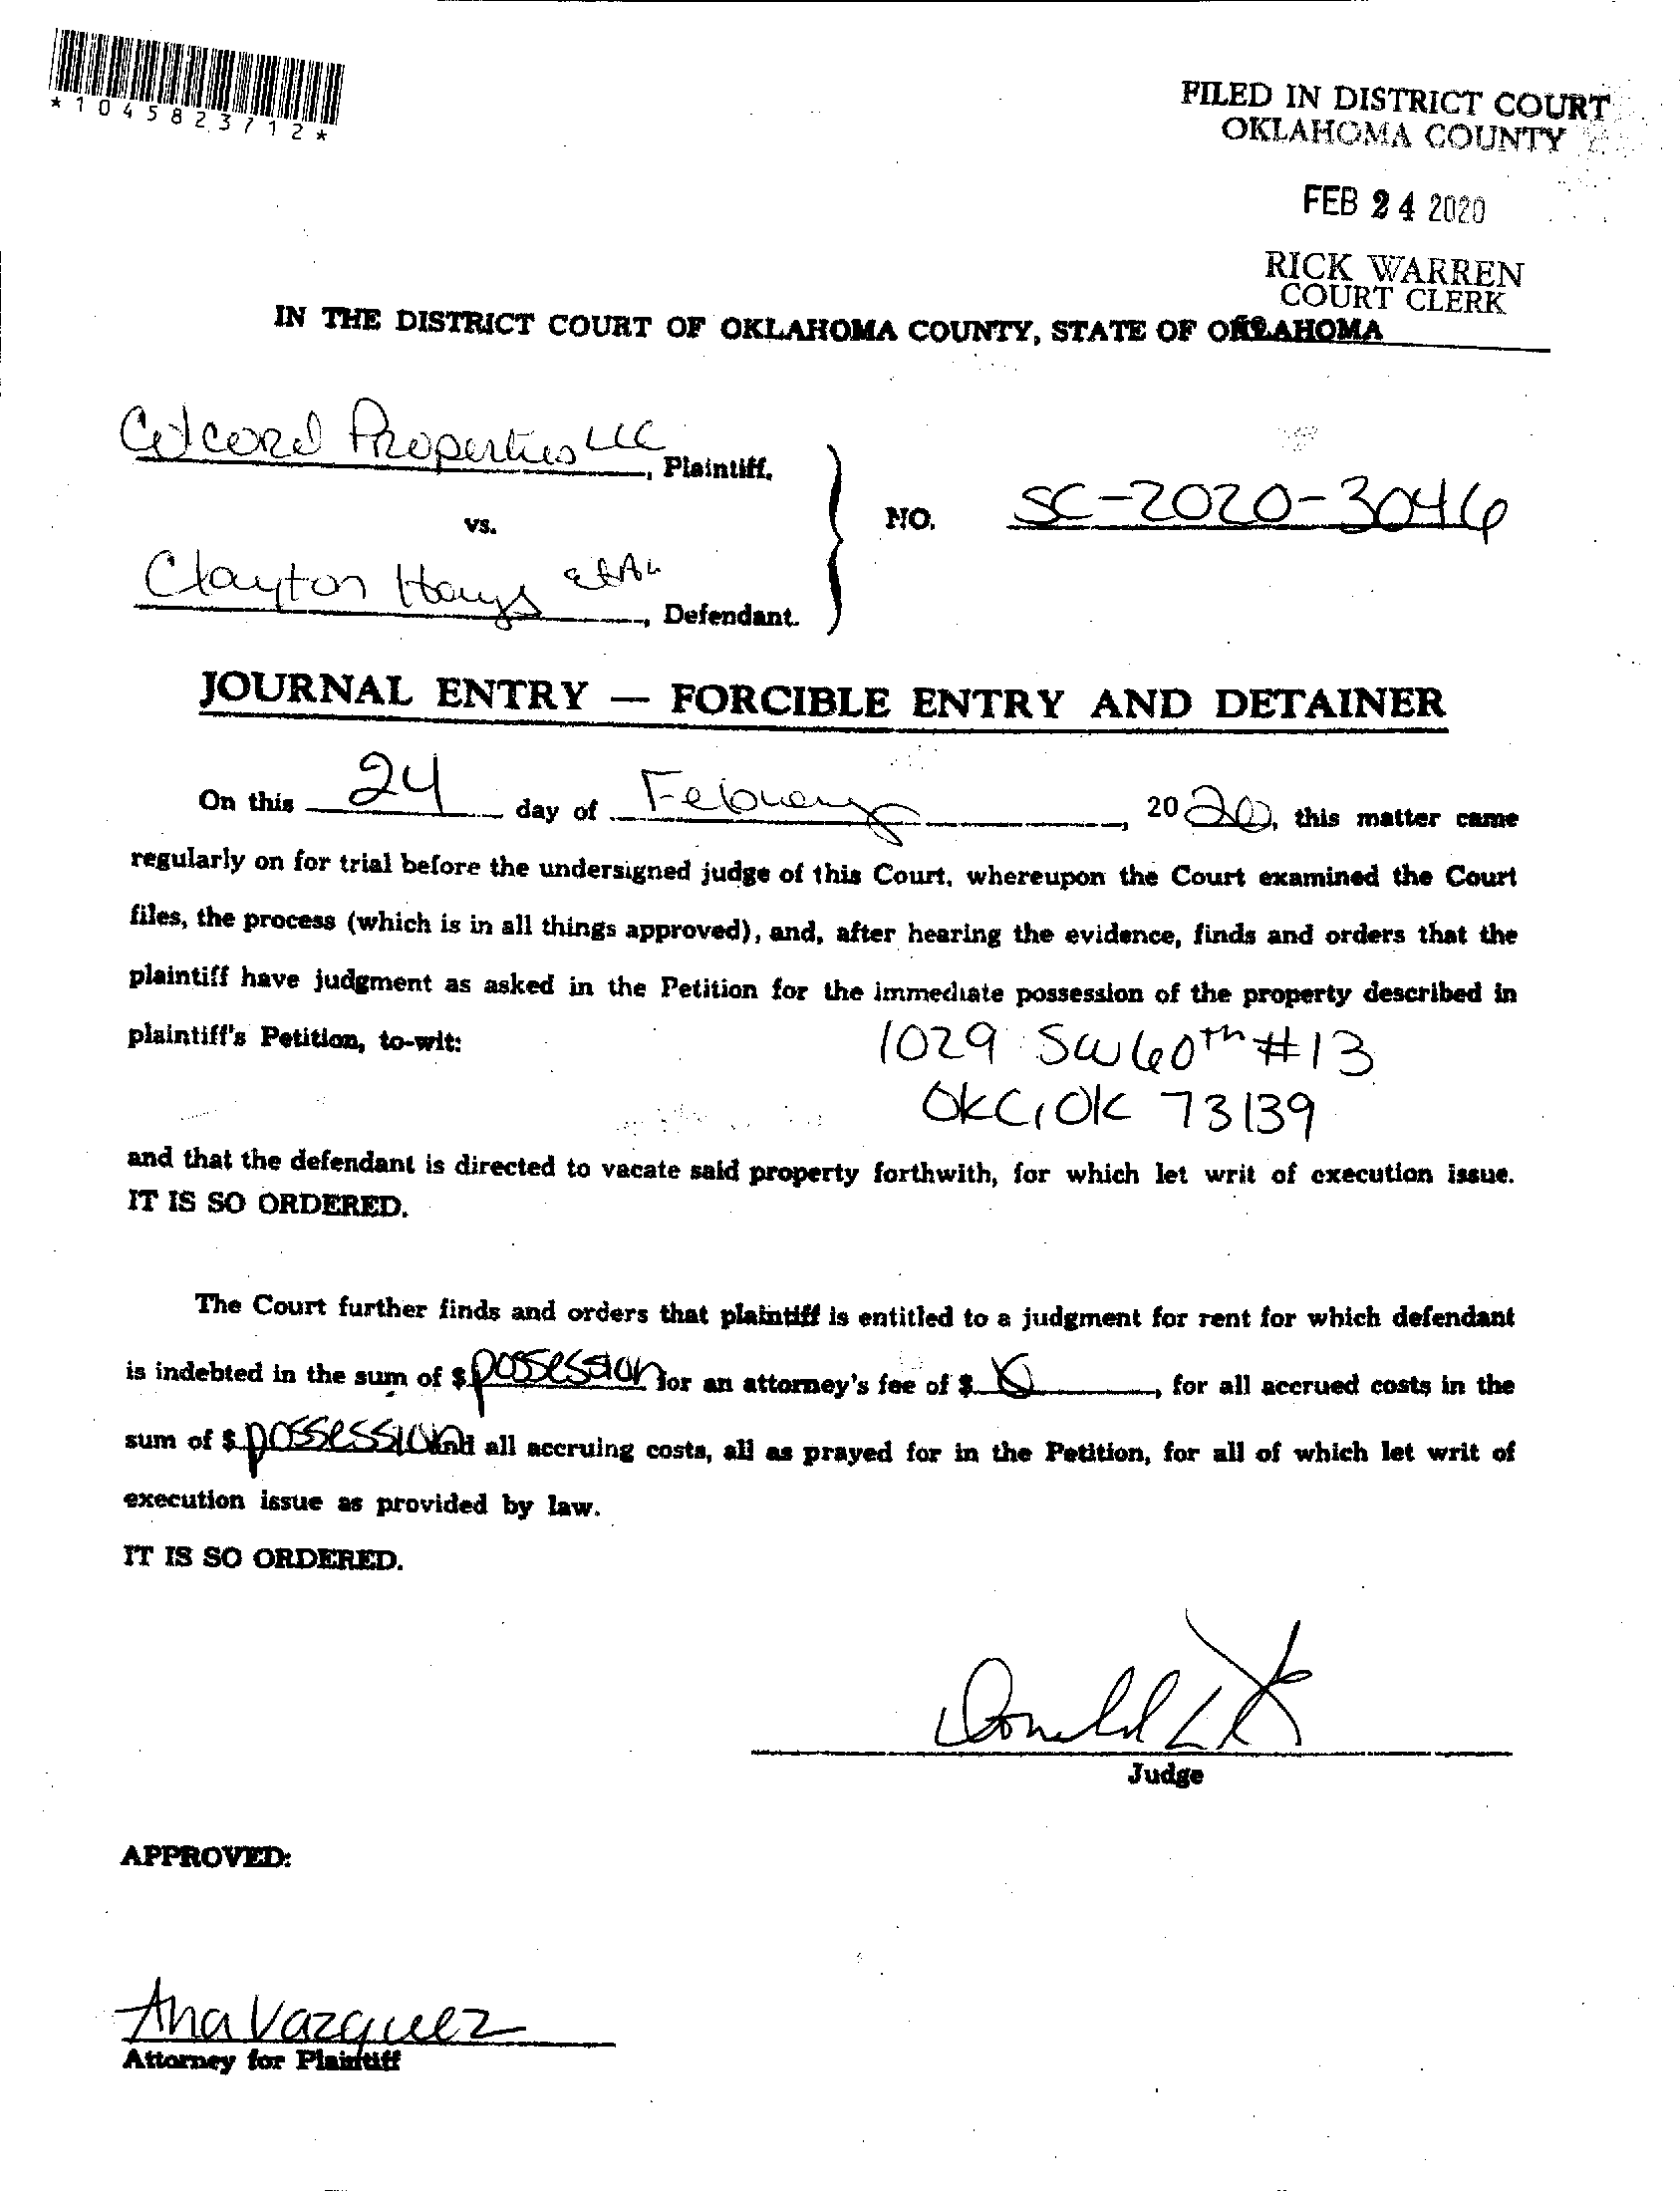 *1045823712*
FILED IN DISTRICT COURT
OKLAHOMA COUNTY
FEB 24 2020
RICK WARREN
COURT CLERK
IN THE DISTRICT COURT OF OKLAHOMA COUNTY, STATE OF OKLAHOMA
Properties LLC, Plaintiff,
vs.
NO. SC-2020-3046
Clayton Hays et AL, Defendant.
JOURNAL ENTRY — FORCIBLE ENTRY AND DETAINER
On this 24 day of February, 2020, this matter came
regularly on for trial before the undersigned judge of this Court, whereupon the Court examined the Court
files, the process (which is in all things approved), and, after hearing the evidence, finds and orders that the
plaintiff have judgment as asked in the Petition for the immediate possession of the property described in
plaintiff's Petition, to-wit: 1029 SW 60th #13
OKC, OK 73139
and that the defendant is directed to vacate said property forthwith, for which let writ of execution issue.
IT IS SO ORDERED.
The Court further finds and orders that plaintiff is entitled to a judgment for rent for which defendant
is indebted in the sum of $ possession for an attorney's fee of $ , for all accrued costs in the
sum of $ possession and all accruing costs, all as prayed for in the Petition, for all of which let writ of
execution issue as provided by law.
IT IS SO ORDERED.
Donald L
Judge
APPROVED:
Ana Vazquez
Attorney for Plaintiff